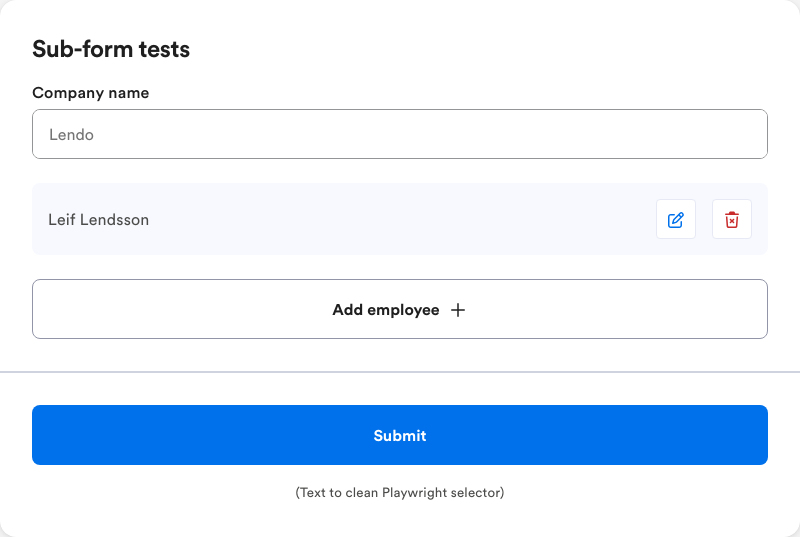 Sub-form tests
Company name
Lendo
Leif Lendsson
Add employee
Submit
(Text to clean Playwright selector)